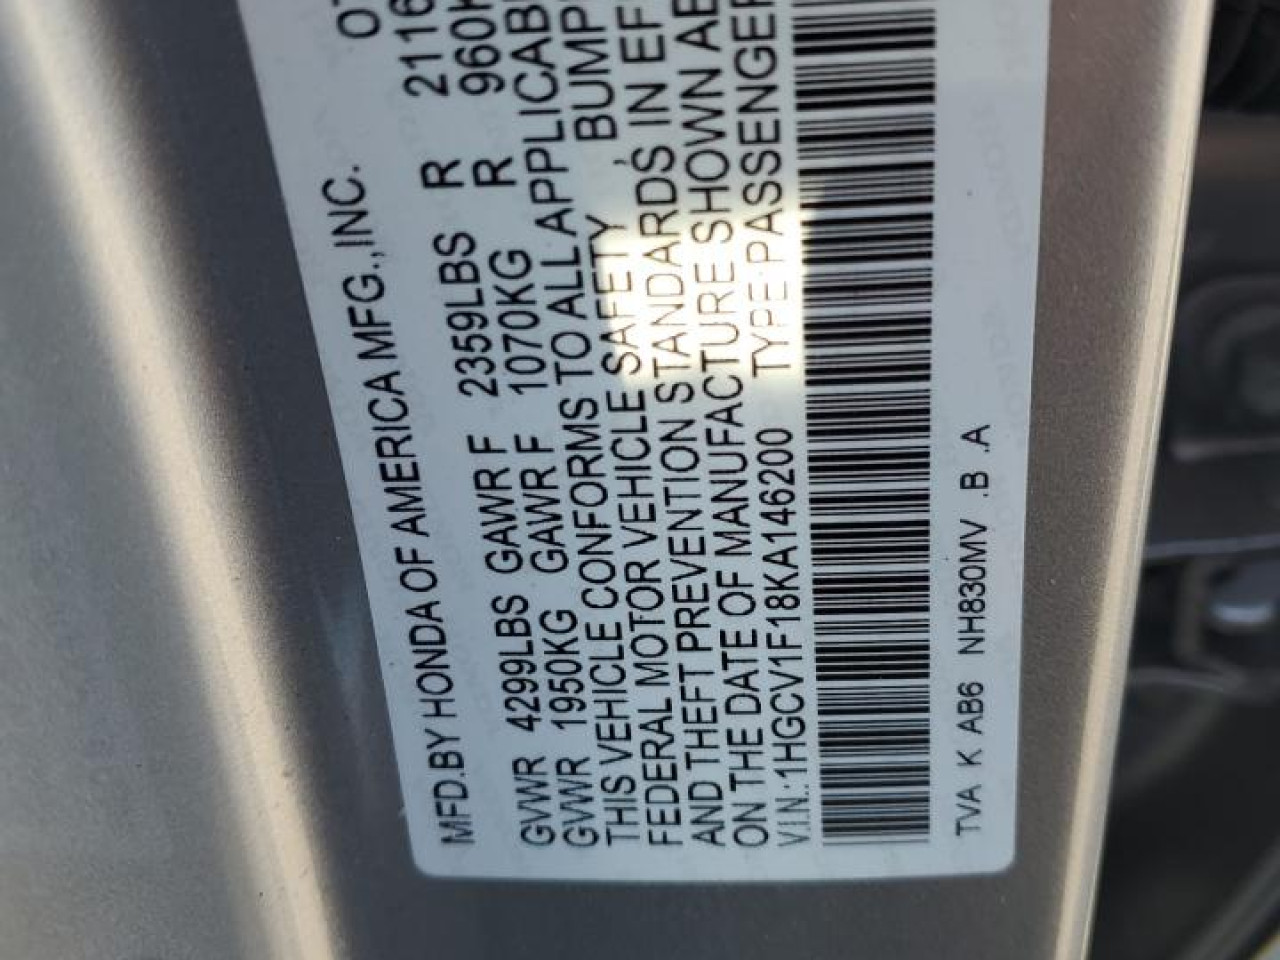 MFD.BY HONDA OF AMERICA MFG.,INC.
GVWR 4299LBS GAWR F 2359LBS R 2116
GVWR 1950KG GAWR F 1070KG R 960K
THIS VEHICLE CONFORMS TO ALL APPLICAB
FEDERAL MOTOR VEHICLE SAFETY, BUMP
AND THEFT PREVENTION STANDARDS IN EF
ON THE DATE OF MANUFACTURE SHOWN AB
V.I.N.:1HGCV1F18KA146200 TYPE:PASSENGER
TVA K AB6 NH830MV .B .A